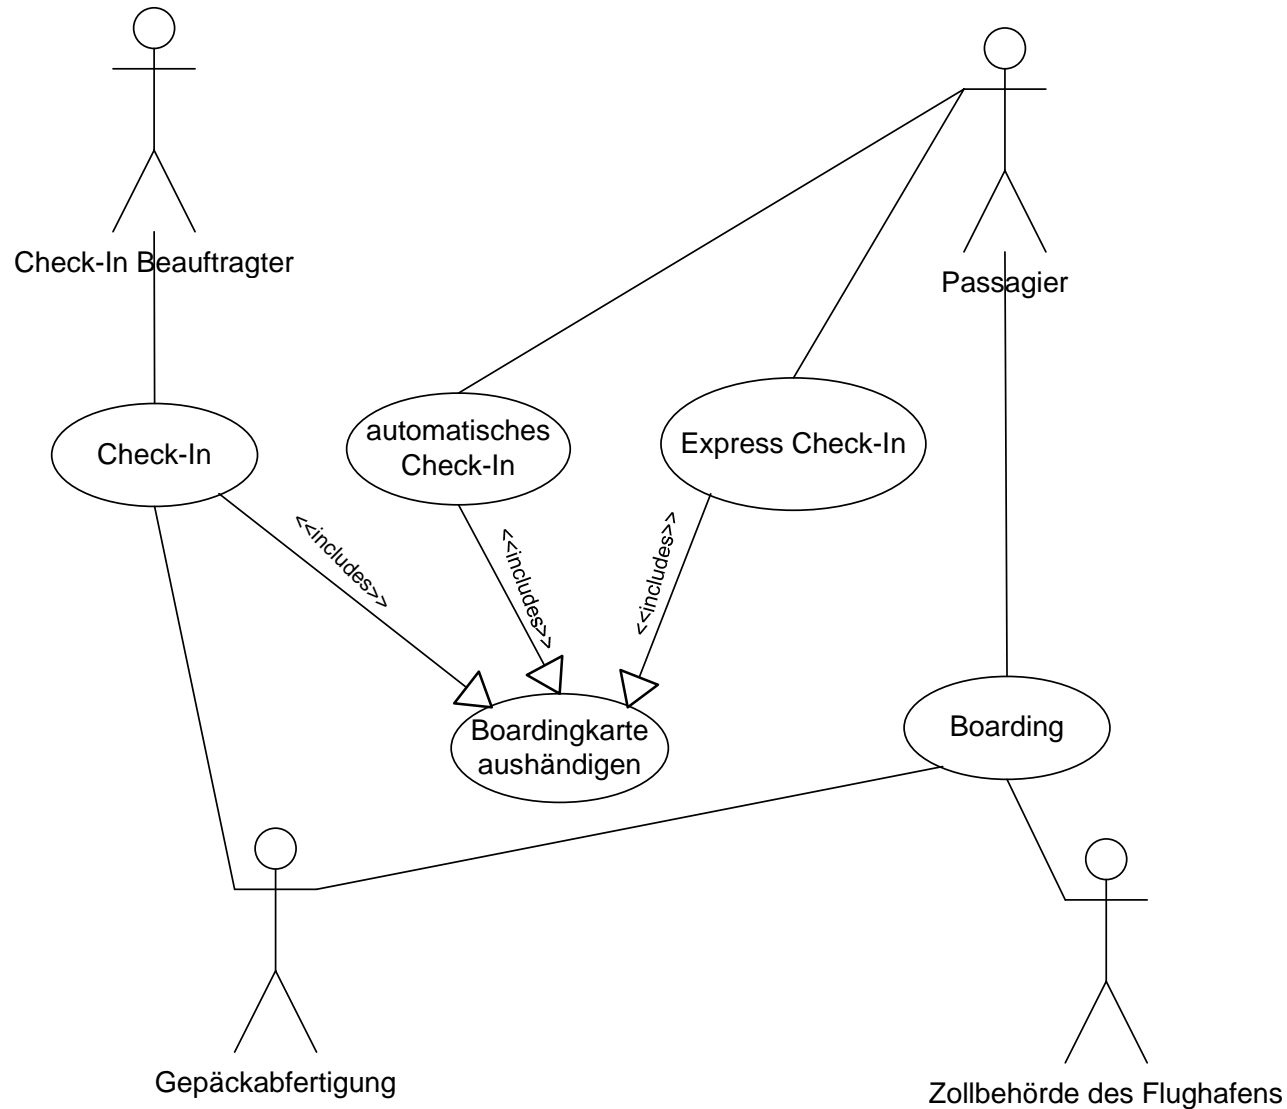 Check-In Beauftragter
Passagier
Check-In
automatisches
Check-In
Express Check-In
<<includes>>
<<includes>>
<<includes>>
Boardingkarte
aushändigen
Boarding
Gepäckabfertigung
Zollbehörde des Flughafens